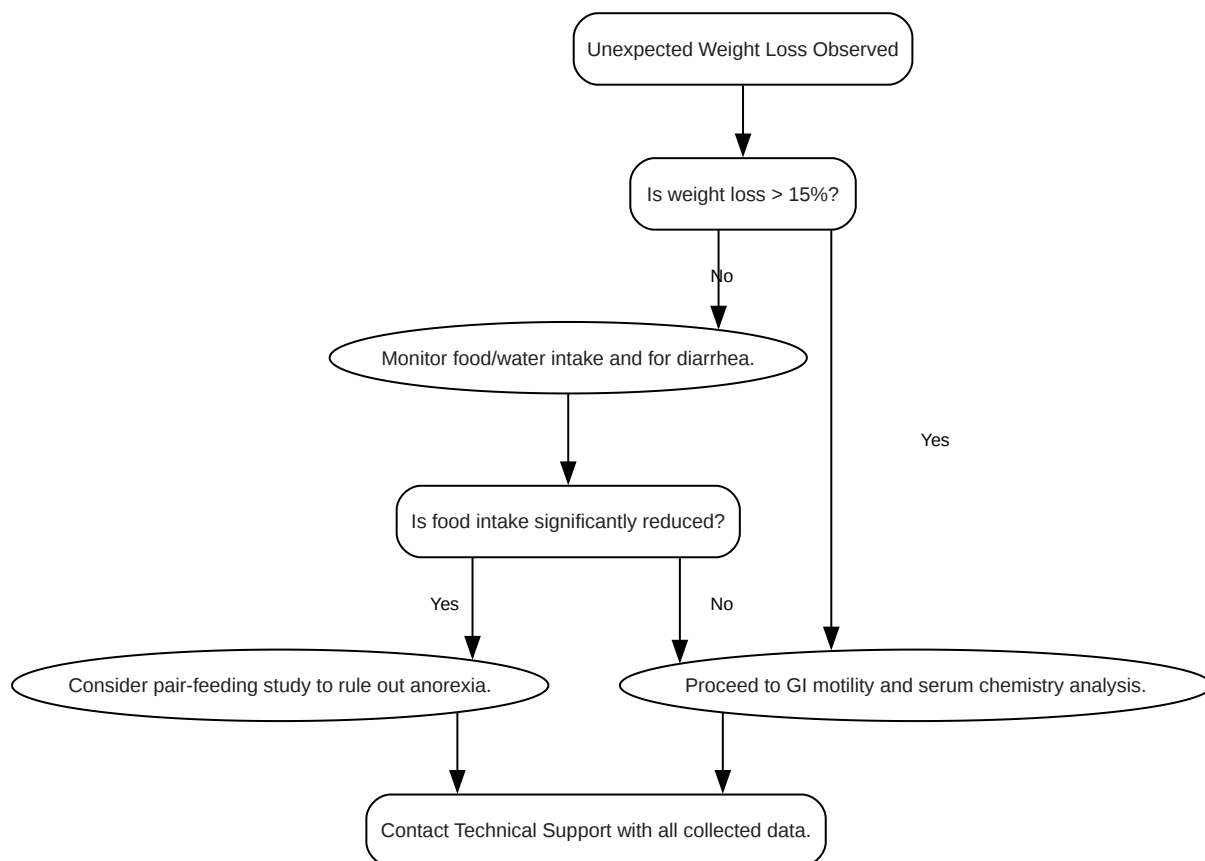 Unexpected Weight Loss Observed
Is weight loss > 15%?
No
Monitor food/water intake and for diarrhea.
Yes
Is food intake significantly reduced?
Yes
No
Consider pair-feeding study to rule out anorexia.
Proceed to GI motility and serum chemistry analysis.
Contact Technical Support with all collected data.